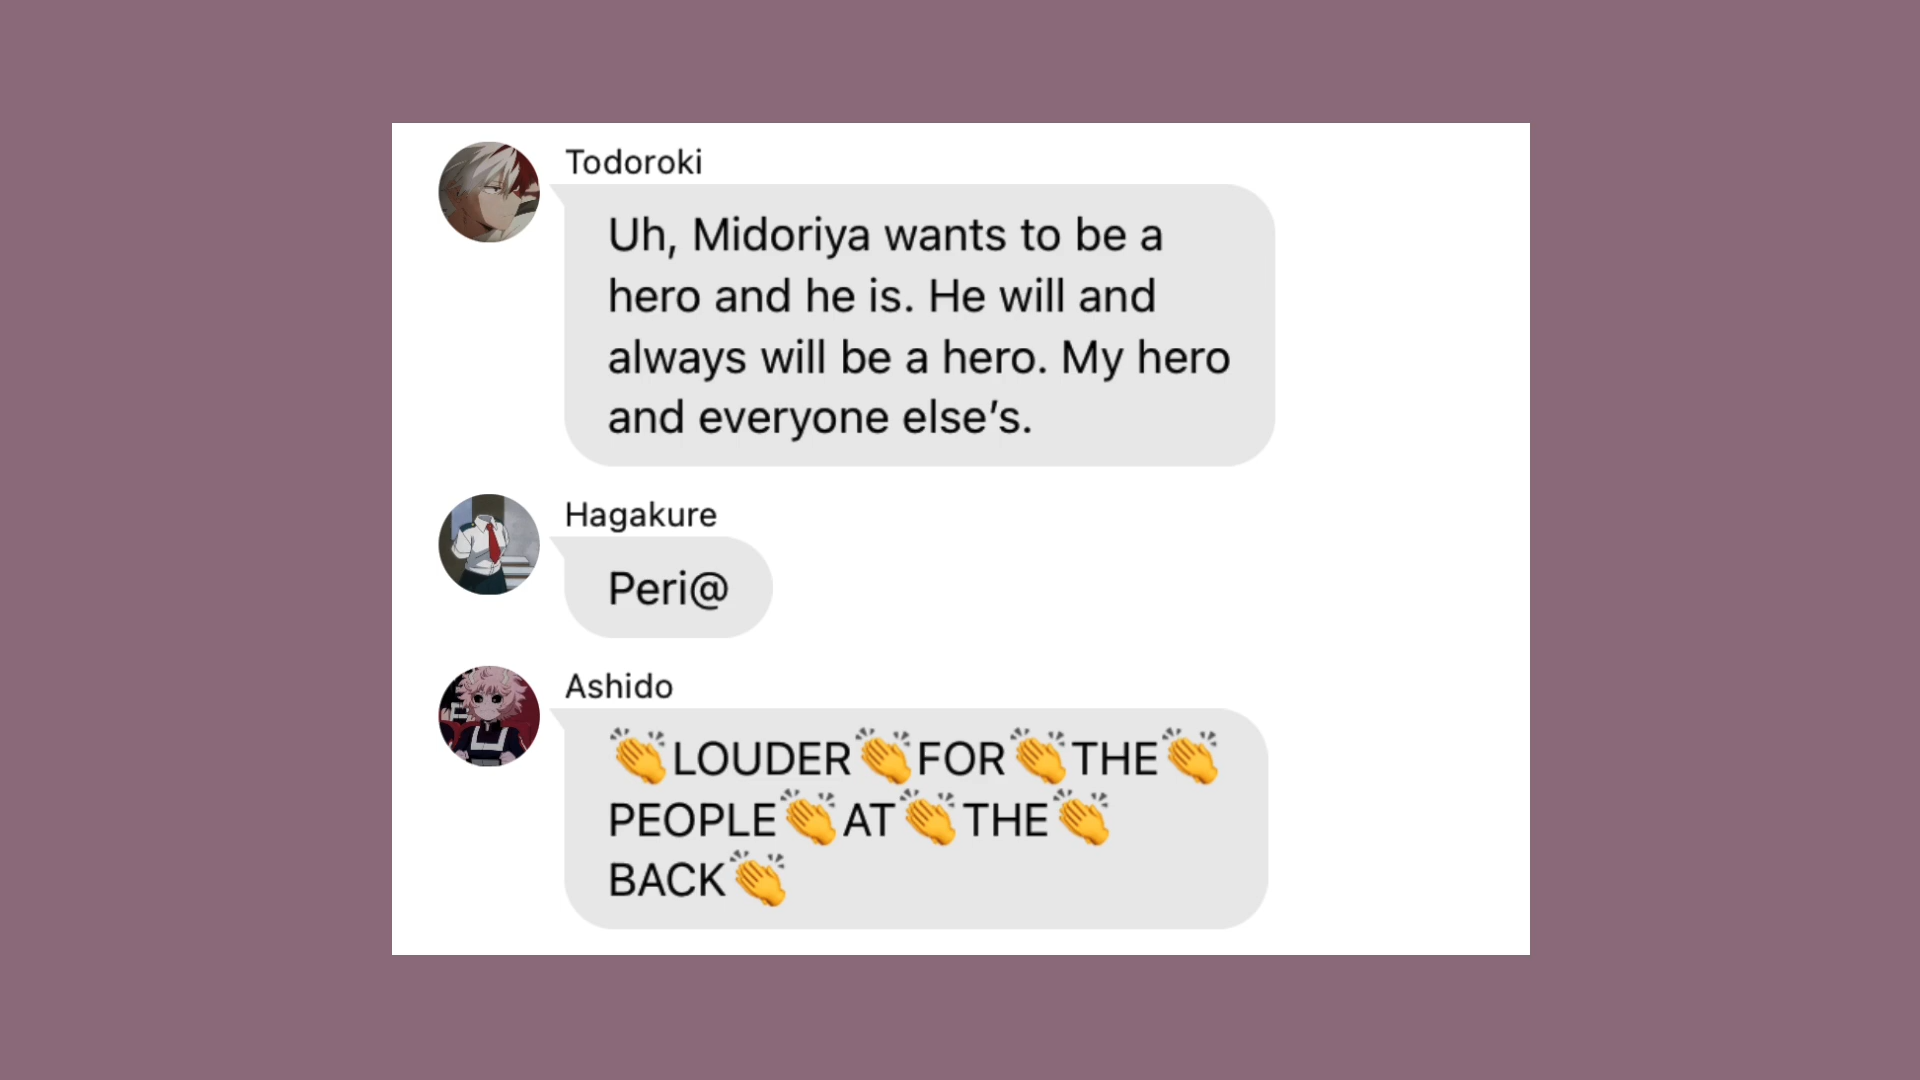 Todoroki
Uh, Midoriya wants to be a
hero and he is. He will and
always will be a hero. My hero
and everyone else’s.
Hagakure
Peri@
Ashido
👏LOUDER👏FOR👏THE👏
PEOPLE👏AT👏THE👏
BACK👏